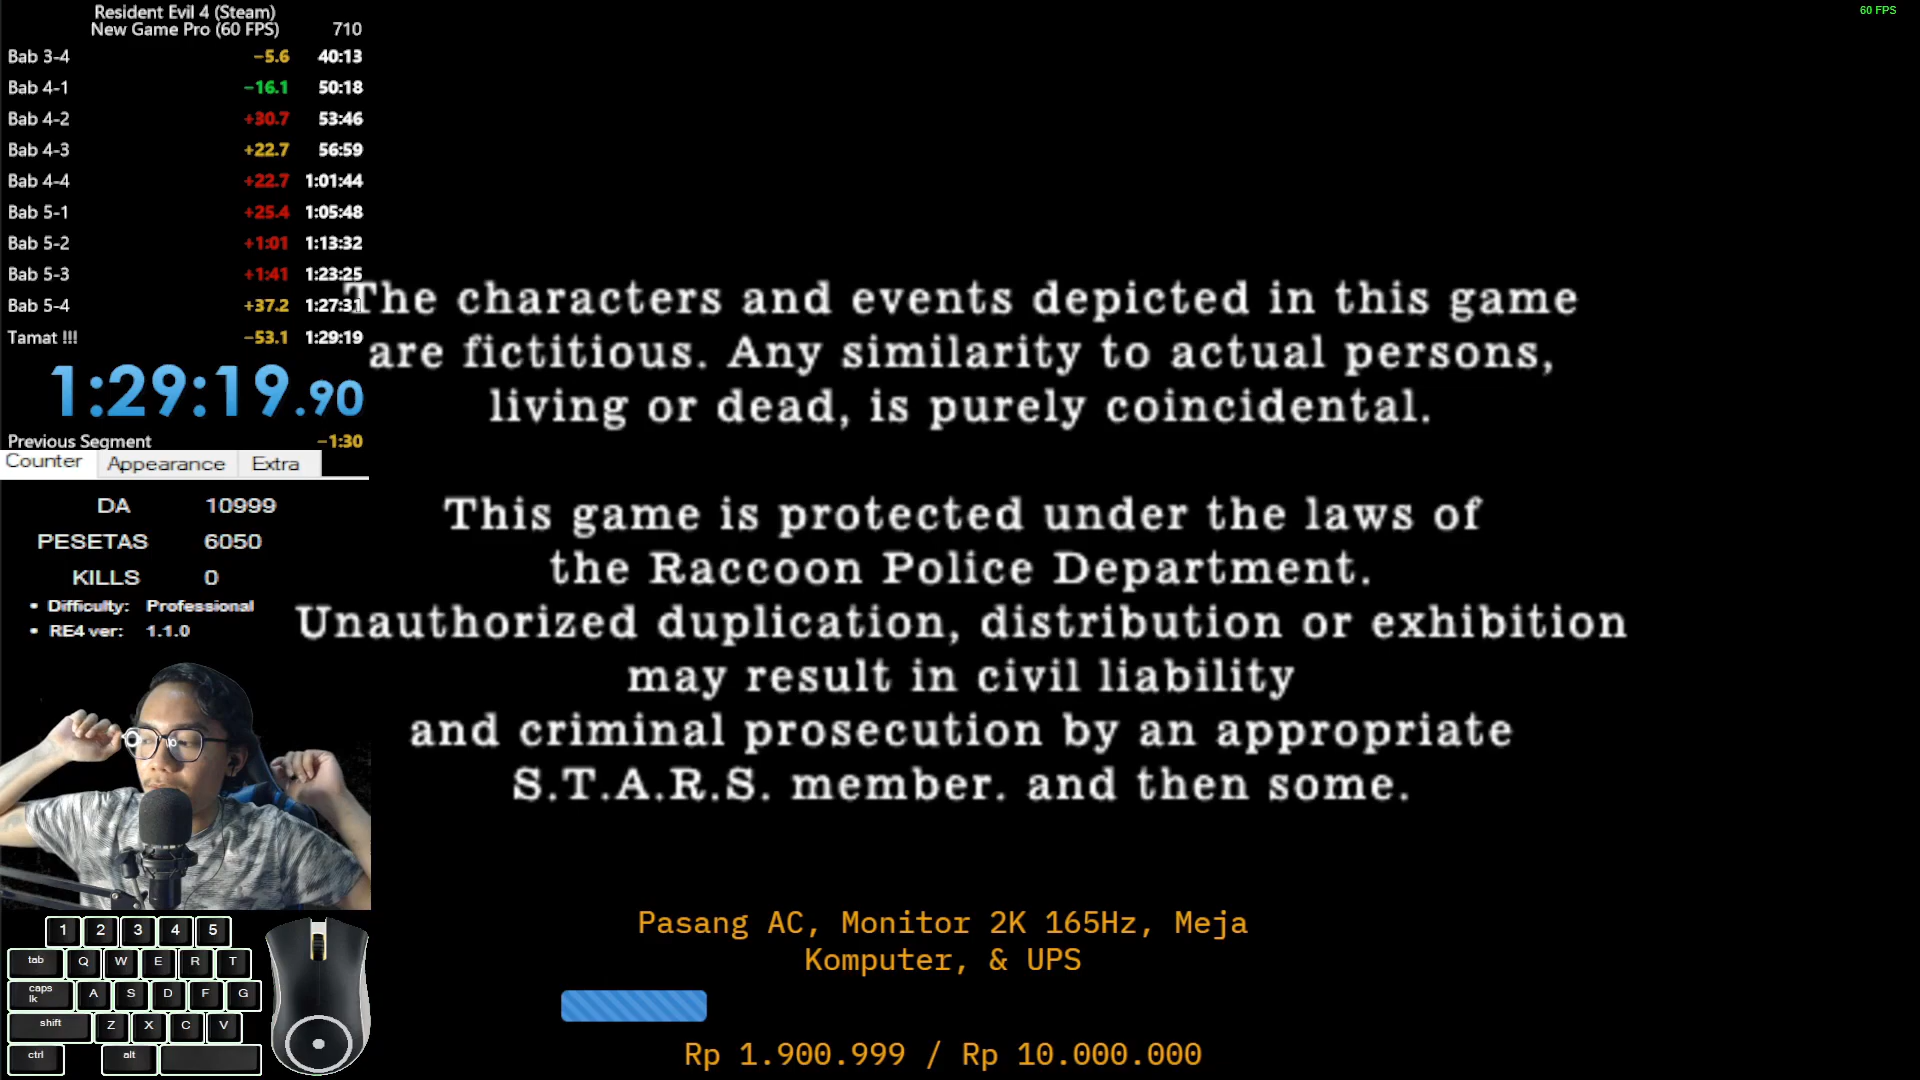 Resident Evil 4 (Steam)
New Game Pro (60 FPS) 710
Bab 3-4 −5.6 40:13
Bab 4-1 −16.1 50:18
Bab 4-2 +30.7 53:46
Bab 4-3 +22.7 56:59
Bab 4-4 +22.7 1:01:44
Bab 5-1 +25.4 1:05:48
Bab 5-2 +1:01 1:13:32
Bab 5-3 +1:41 1:23:25
Bab 5-4 +37.2 1:27:31
Tamat !!! −53.1 1:29:19
1:29:19.90
Previous Segment −1:30
Counter Appearance Extra
DA 10999
PESETAS 6050
KILLS 0
• Difficulty: Professional
• RE4 ver: 1.1.0
60 FPS
The characters and events depicted in this game
are fictitious. Any similarity to actual persons,
living or dead, is purely coincidental.
This game is protected under the laws of
the Raccoon Police Department.
Unauthorized duplication, distribution or exhibition
may result in civil liability
and criminal prosecution by an appropriate
S.T.A.R.S. member. and then some.
Pasang AC, Monitor 2K 165Hz, Meja
Komputer, & UPS
Rp 1.900.999 / Rp 10.000.000
1 2 3 4 5
tab Q W E R T
caps lk A S D F G
shift Z X C V
ctrl alt